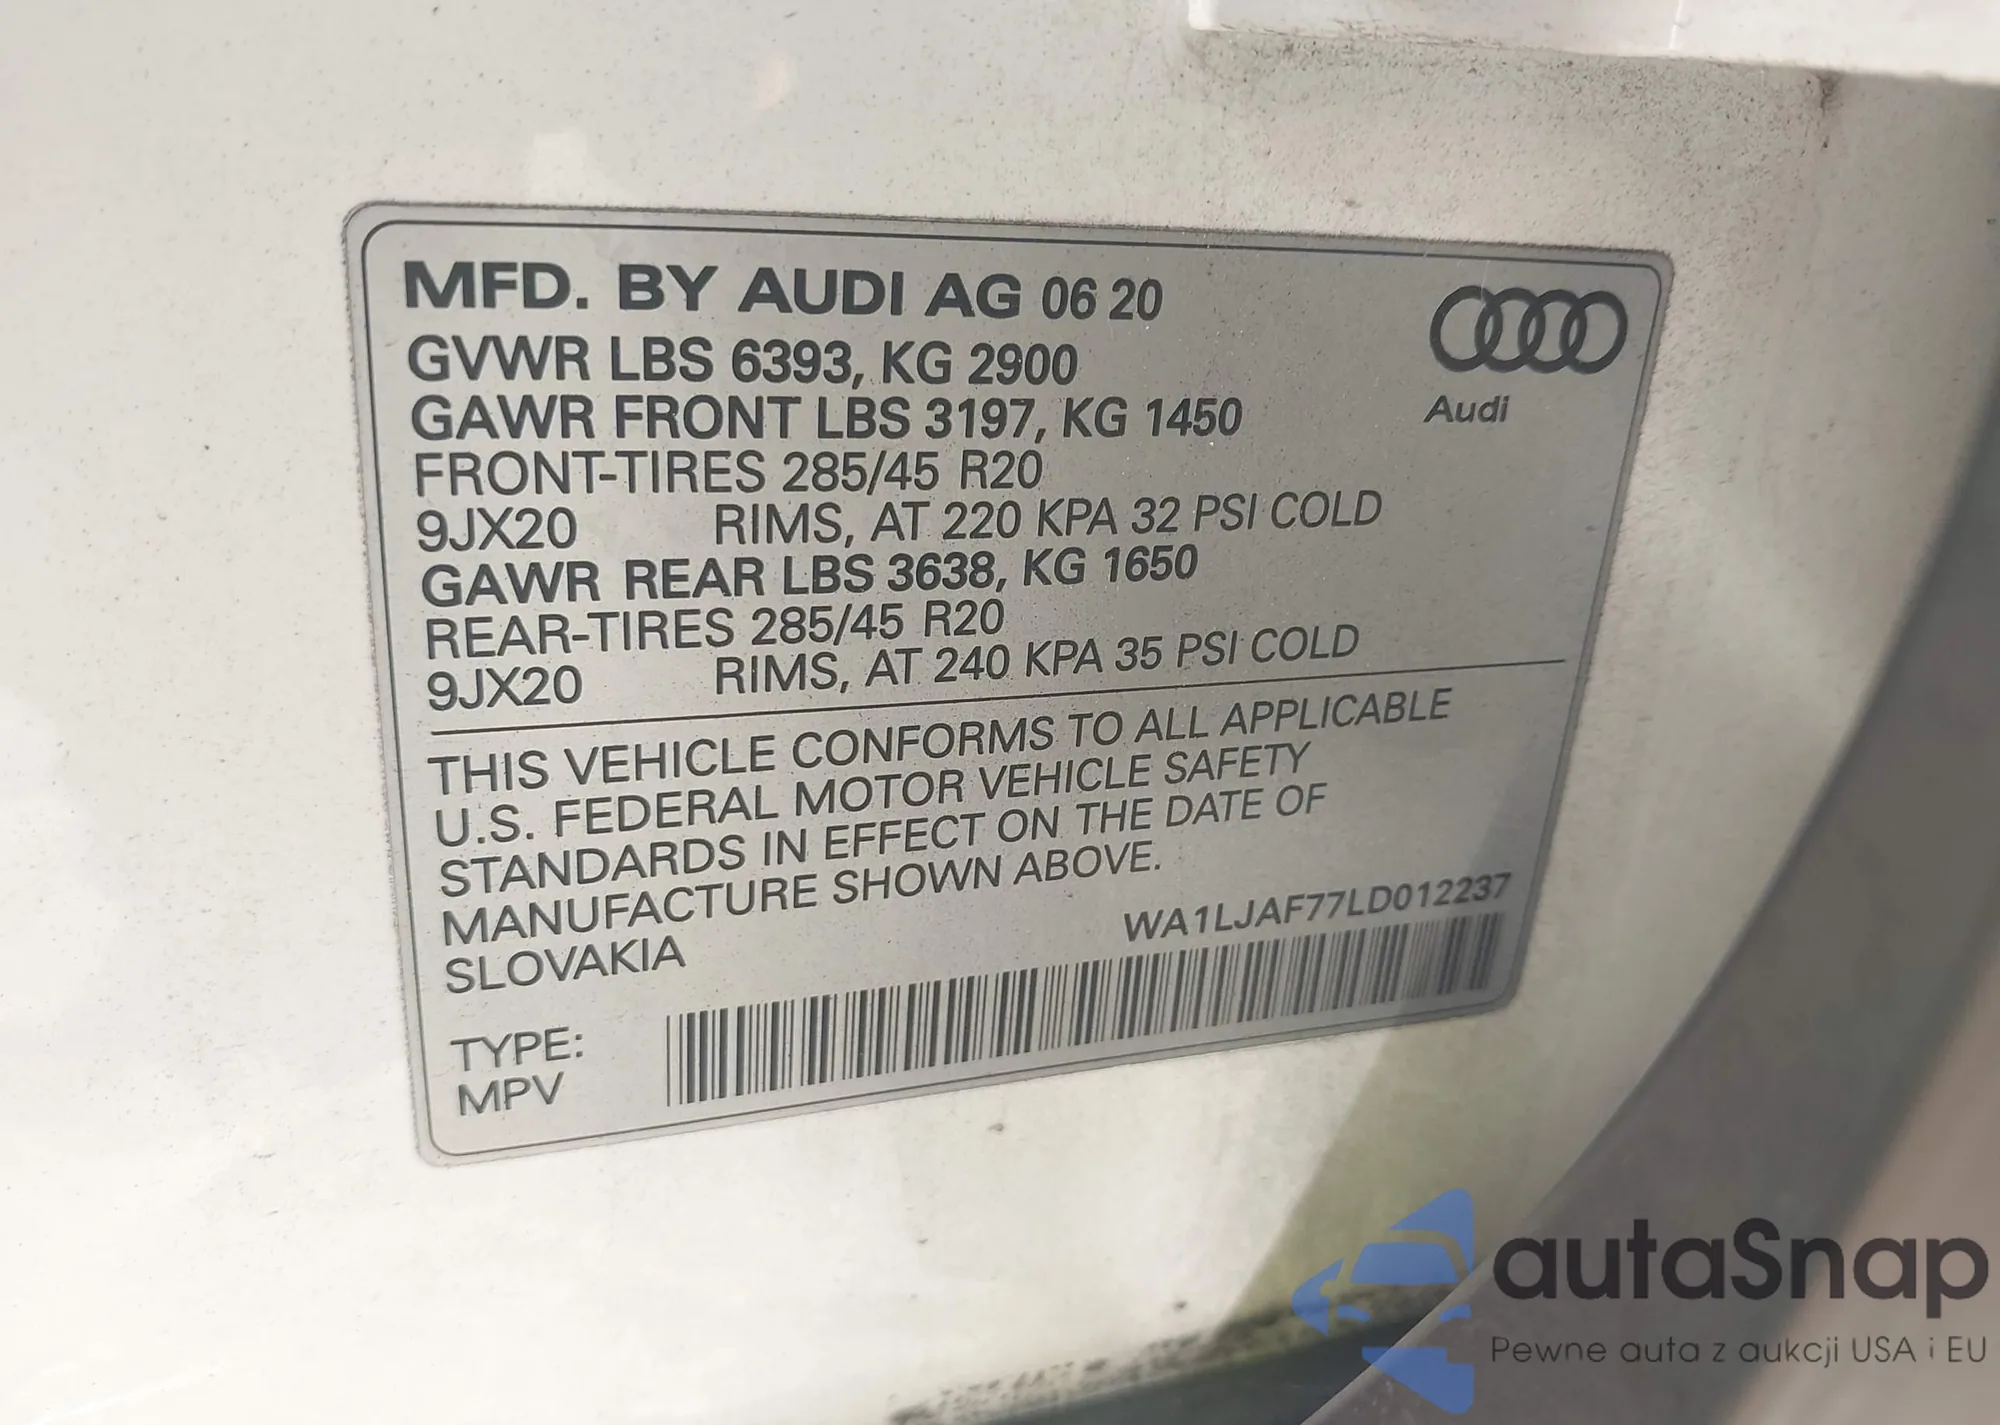 MFD. BY AUDI AG 06 20
GVWR LBS 6393, KG 2900
GAWR FRONT LBS 3197, KG 1450
FRONT-TIRES 285/45 R20
9JX20 RIMS, AT 220 KPA 32 PSI COLD
GAWR REAR LBS 3638, KG 1650
REAR-TIRES 285/45 R20
9JX20 RIMS, AT 240 KPA 35 PSI COLD
Audi
THIS VEHICLE CONFORMS TO ALL APPLICABLE
U.S. FEDERAL MOTOR VEHICLE SAFETY
STANDARDS IN EFFECT ON THE DATE OF
MANUFACTURE SHOWN ABOVE.
SLOVAKIA
WA1LJAF77LD012237
TYPE:
MPV
autaSnap
Pewne auta z aukcji USA i EU